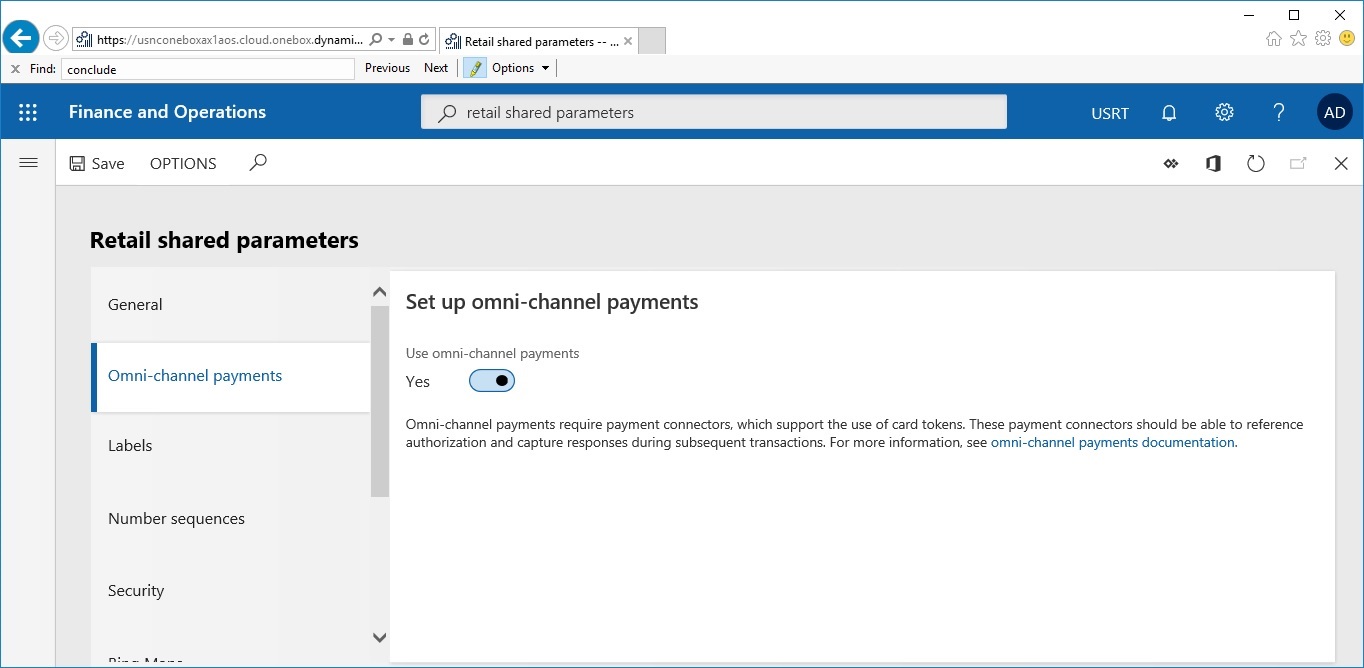 https://usnconeboxax1aos.cloud.onebox.dynami...
Retail shared parameters -- ...
Find: conclude Previous Next Options
Finance and Operations
retail shared parameters
USRT
AD
Save OPTIONS
Retail shared parameters
General
Omni-channel payments
Labels
Number sequences
Security
Set up omni-channel payments
Use omni-channel payments
Yes
Omni-channel payments require payment connectors, which support the use of card tokens. These payment connectors should be able to reference
authorization and capture responses during subsequent transactions. For more information, see omni-channel payments documentation.